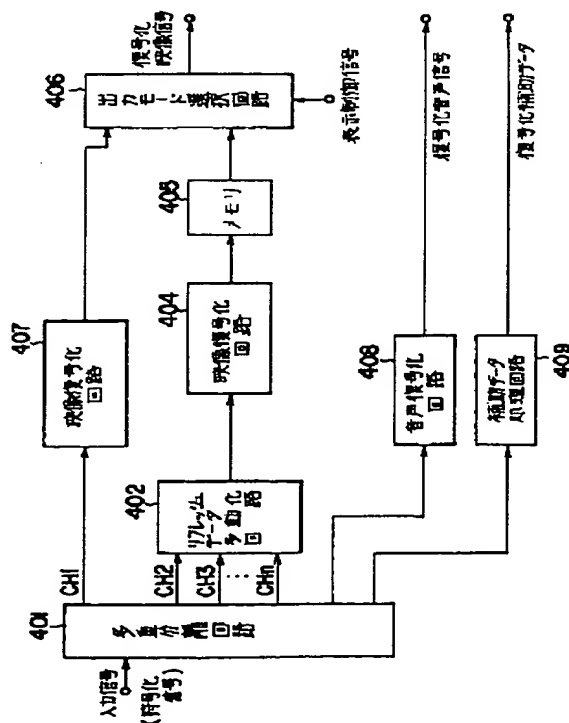 入力信号
(符号化
信号)
401
多重分離回路
CH1
CH2
CH3
CHn
402
リフレッシュ
データ
多動化
回路
404
映像復号化
回路
405
メモリ
407
映像復号化
回路
406
出力モード選択回路
復号化
映像信号
表示制御信号
408
音声復号化
回路
復号化音声信号
409
補助データ
処理回路
復号化補助データ